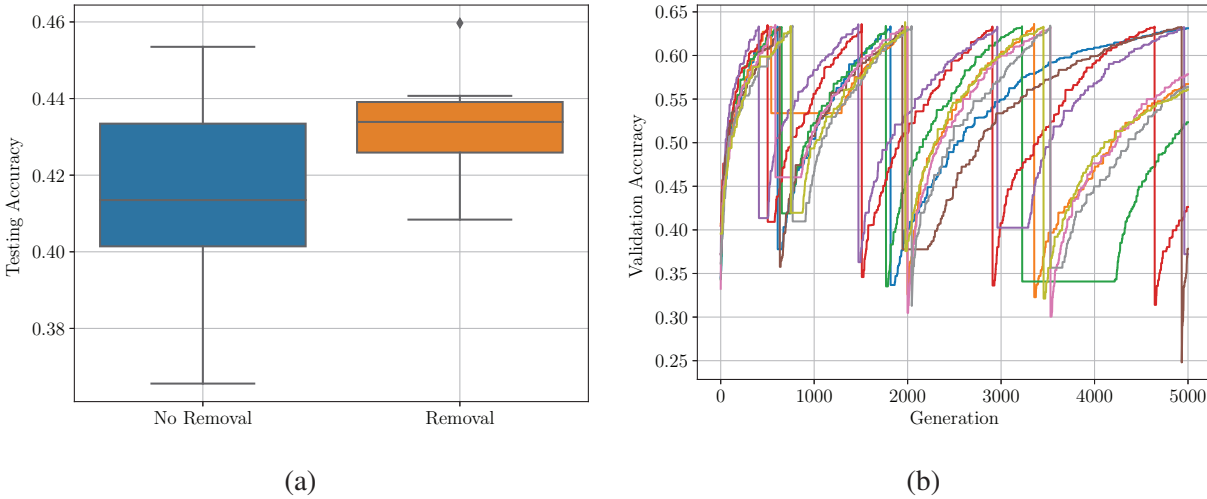 0.46
0.44
0.42
0.40
0.38
Testing Accuracy
No Removal
Removal
(a)
0.65
0.60
0.55
0.50
0.45
0.40
0.35
0.30
0.25
Validation Accuracy
0
1000
2000
3000
4000
5000
Generation
(b)